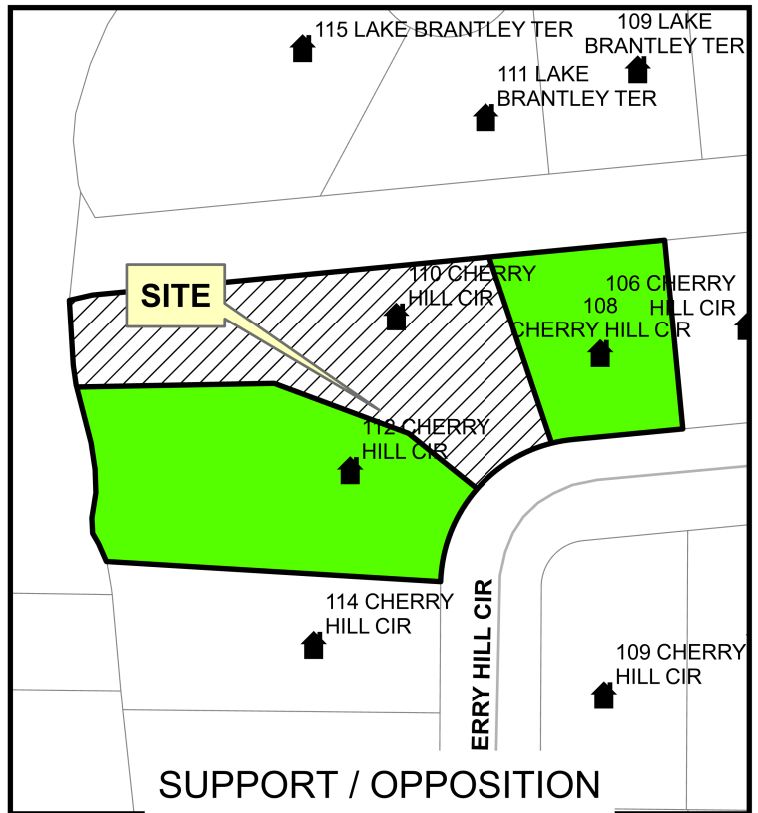 115 LAKE BRANTLEY TER
109 LAKE
BRANTLEY TER
111 LAKE
BRANTLEY TER
SITE
110 CHERRY
HILL CIR
106 CHERRY
HILL CIR
108
CHERRY HILL CIR
112 CHERRY
HILL CIR
114 CHERRY
HILL CIR
ERRY HILL CIR
109 CHERRY
HILL CIR
SUPPORT / OPPOSITION